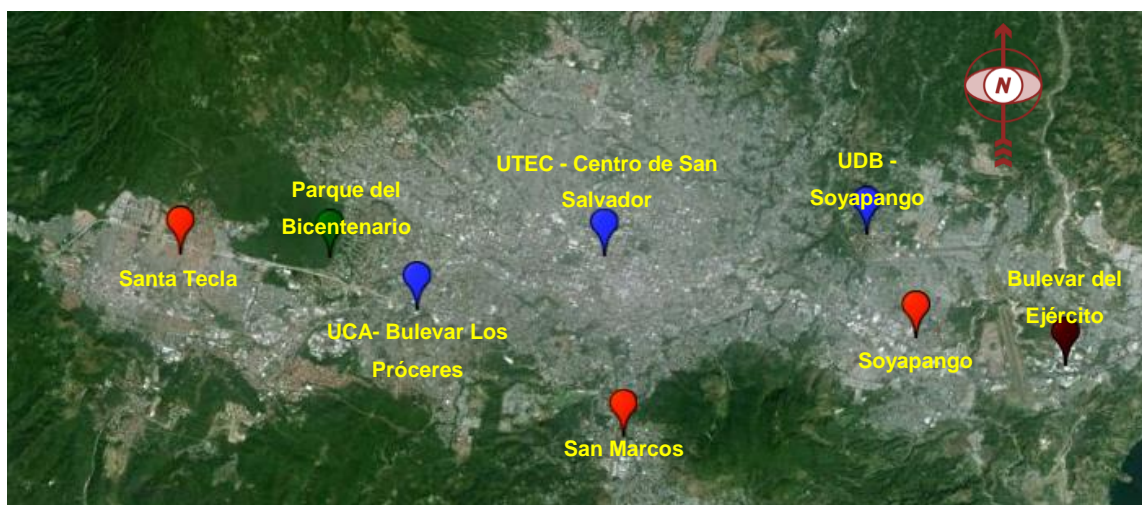 N
UTEC - Centro de San
Salvador
UDB -
Soyapango
Parque del
Bicentenario
Santa Tecla
Bulevar del
Ejército
UCA- Bulevar Los
Próceres
Soyapango
San Marcos